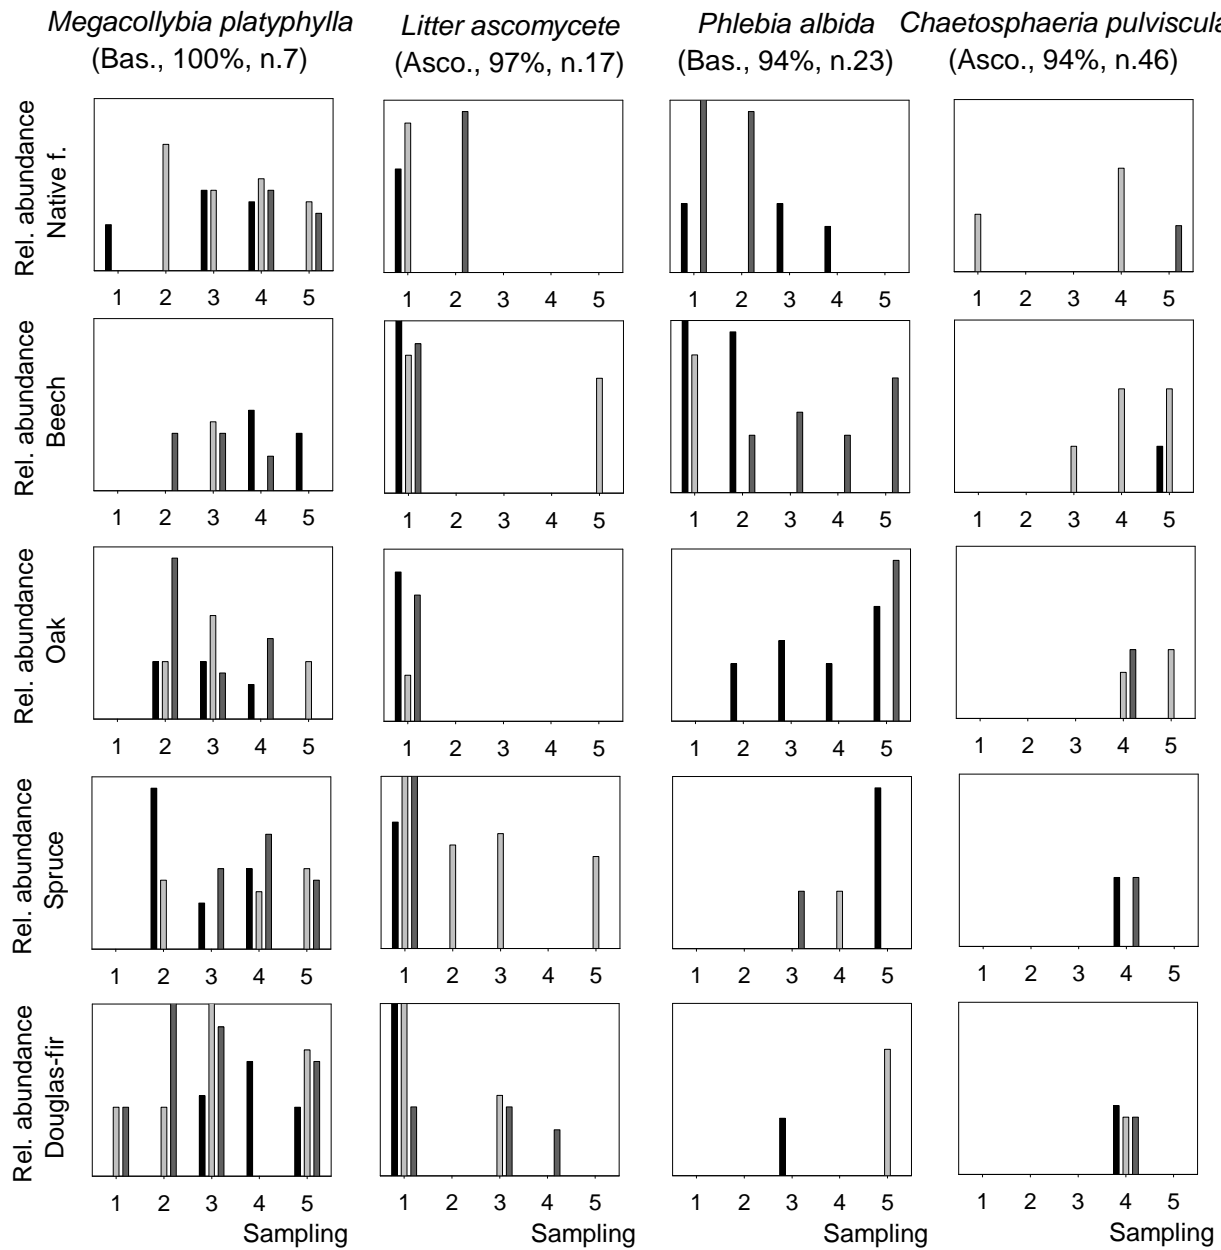 Megacollybia platyphylla
(Bas., 100%, n.7)
Litter ascomycete
(Asco., 97%, n.17)
Phlebia albida
(Bas., 94%, n.23)
Chaetosphaeria pulviscula
(Asco., 94%, n.46)
Rel. abundance
Native f.
1 2 3 4 5
1 2 3 4 5
1 2 3 4 5
1 2 3 4 5
Rel. abundance
Beech
1 2 3 4 5
1 2 3 4 5
1 2 3 4 5
1 2 3 4 5
Rel. abundance
Oak
1 2 3 4 5
1 2 3 4 5
1 2 3 4 5
1 2 3 4 5
Rel. abundance
Spruce
1 2 3 4 5
1 2 3 4 5
1 2 3 4 5
1 2 3 4 5
Rel. abundance
Douglas-fir
1 2 3 4 5
1 2 3 4 5
1 2 3 4 5
1 2 3 4 5
Sampling
Sampling
Sampling
Sampling